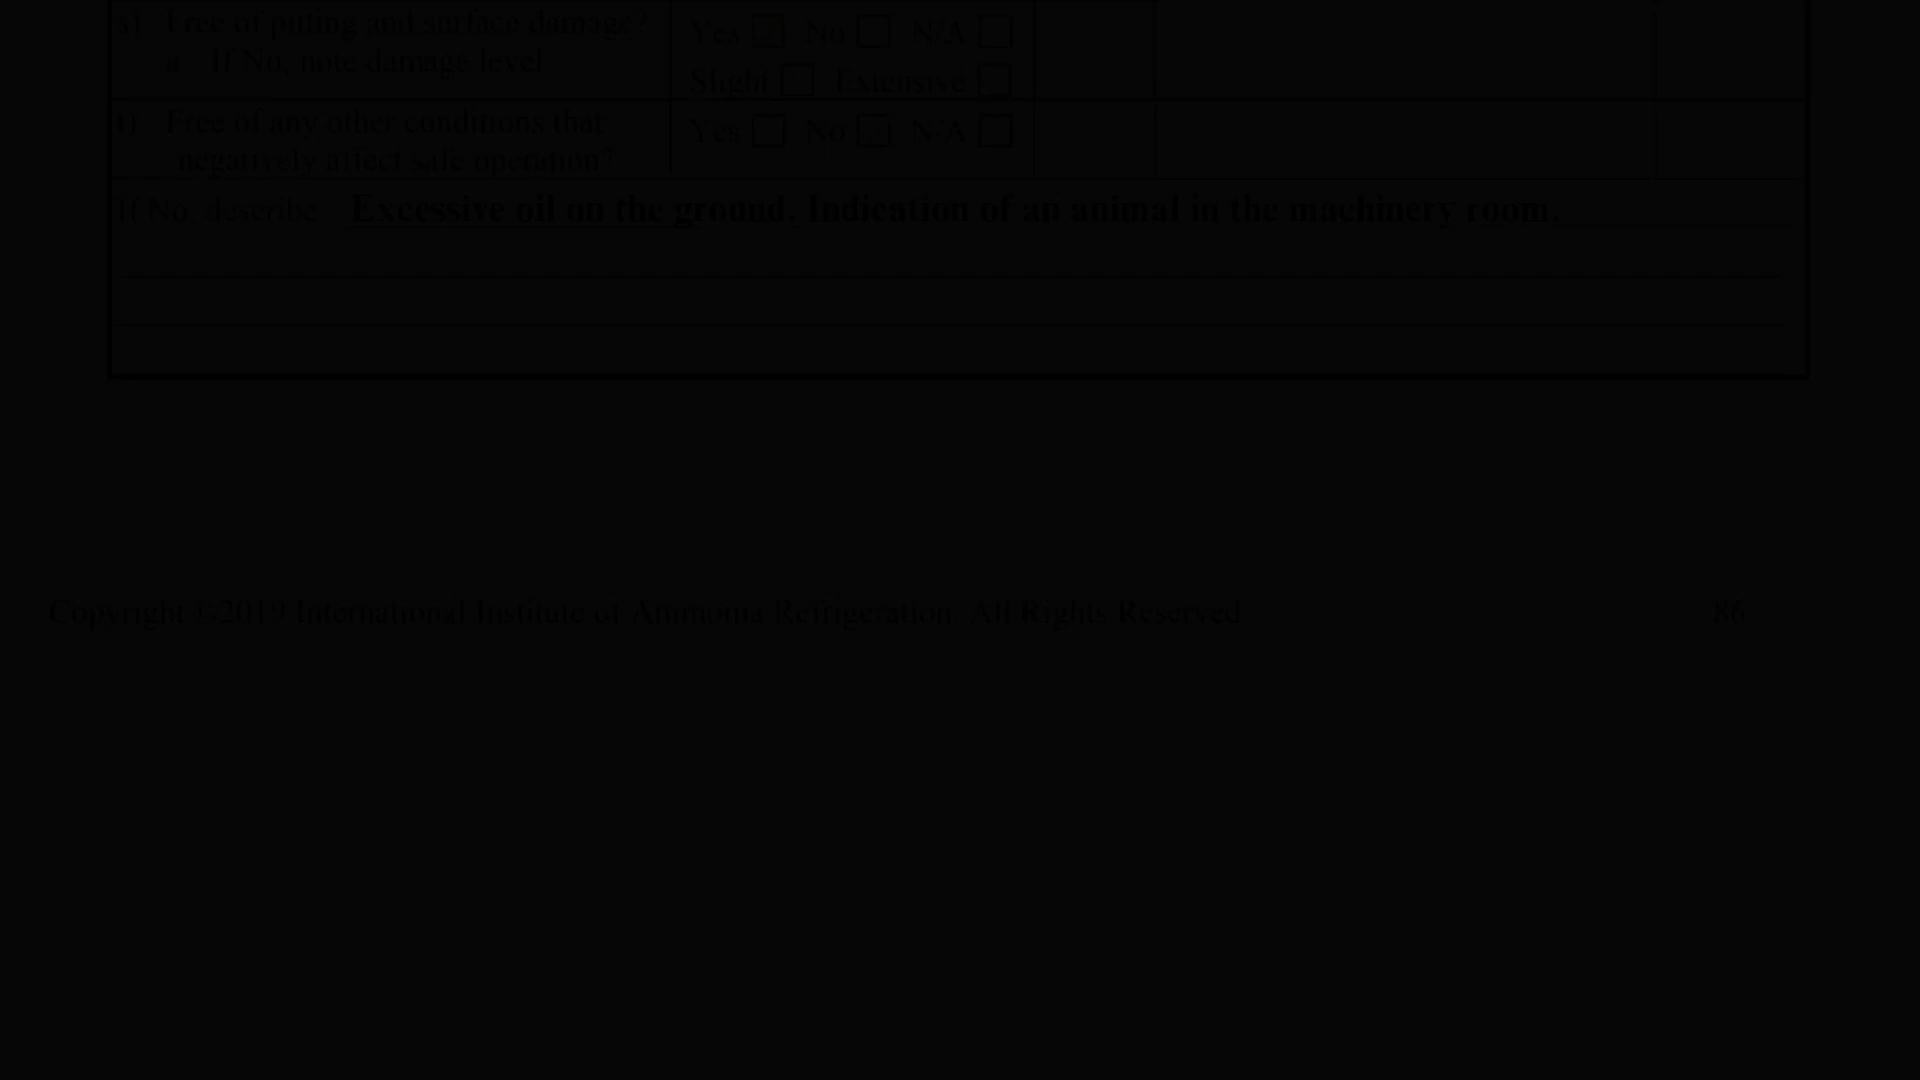 s) Free of pitting and surface damage? Yes No N/A
a. If No, note damage level Slight Extensive
t) Free of any other conditions that Yes No N/A
negatively affect safe operation?
If No, describe Excessive oil on the ground. Indication of an animal in the machinery room.
Copyright ©2019 International Institute of Ammonia Refrigeration. All Rights Reserved 86